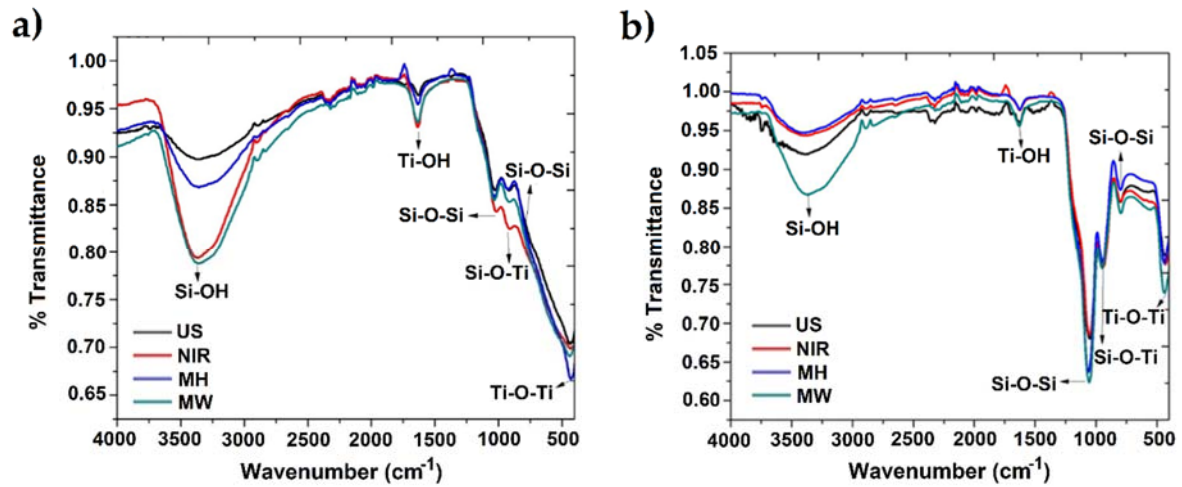 a)
% Transmittance
1.00
0.95
0.90
0.85
0.80
0.75
0.70
0.65
Si-OH
Ti-OH
Si-O-Si
Si-O-Si
Si-O-Ti
Ti-O-Ti
US
NIR
MH
MW
4000 3500 3000 2500 2000 1500 1000 500
Wavenumber (cm⁻¹)
b)
% Transmittance
1.05
1.00
0.95
0.90
0.85
0.80
0.75
0.70
0.65
0.60
Si-OH
Ti-OH
Si-O-Si
Ti-O-Ti
Si-O-Ti
Si-O-Si
US
NIR
MH
MW
4000 3500 3000 2500 2000 1500 1000 500
Wavenumber (cm⁻¹)